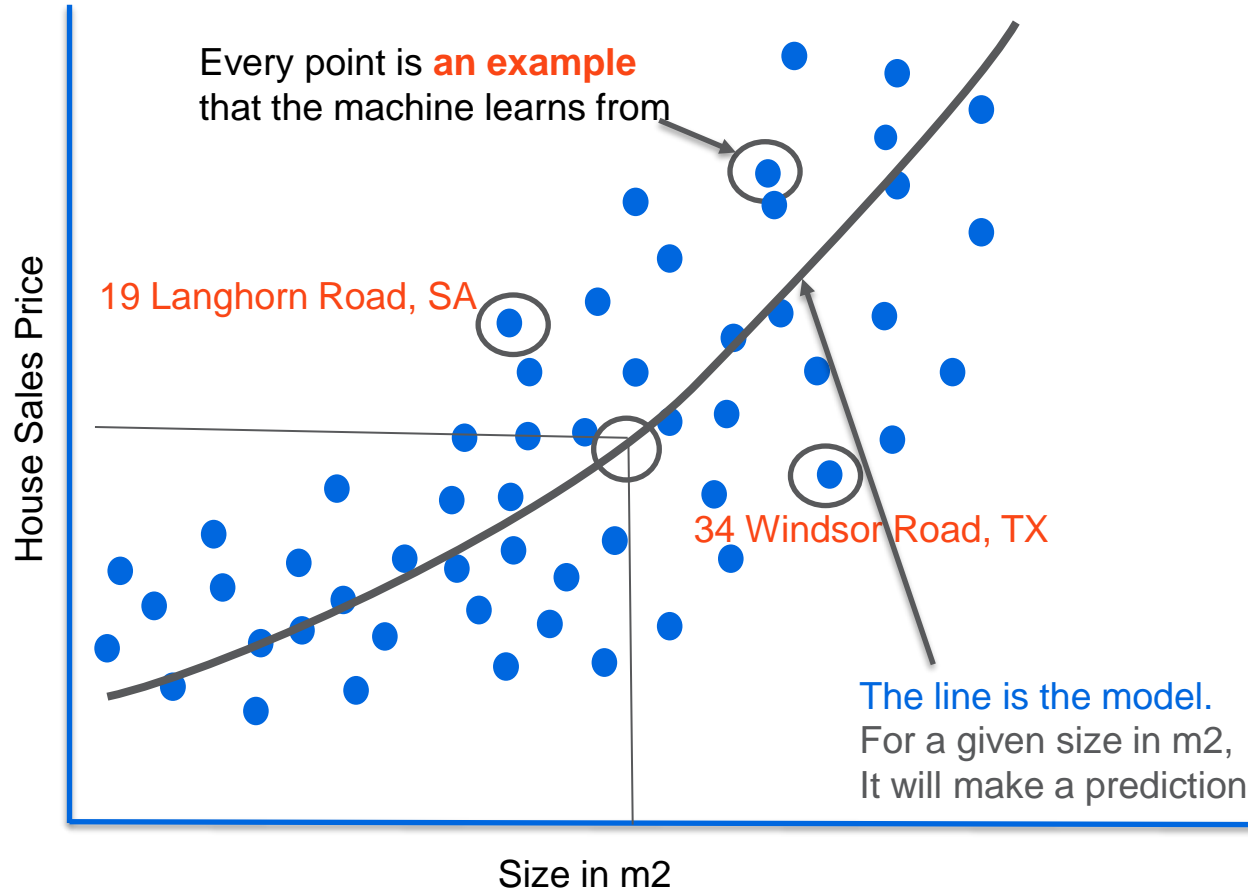 Every point is an example
that the machine learns from
19 Langhorn Road, SA
House Sales Price
34 Windsor Road, TX
The line is the model.
For a given size in m2,
It will make a prediction
Size in m2